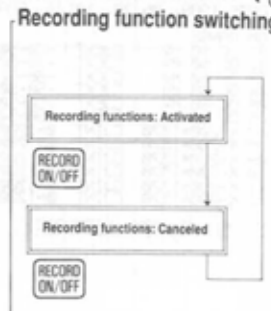 Recording function switching
Recording functions: Activated
RECORD
ON/OFF
Recording functions: Canceled
RECORD
ON/OFF